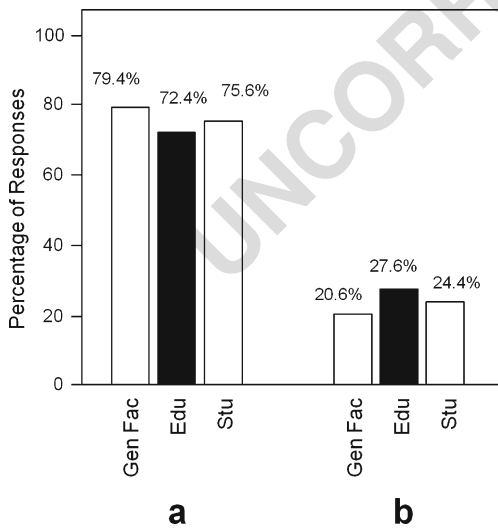 UNCORR
Percentage of Responses
100
80
60
40
20
0
79.4%
72.4%
75.6%
20.6%
27.6%
24.4%
Gen Fac
Edu
Stu
Gen Fac
Edu
Stu
a
b